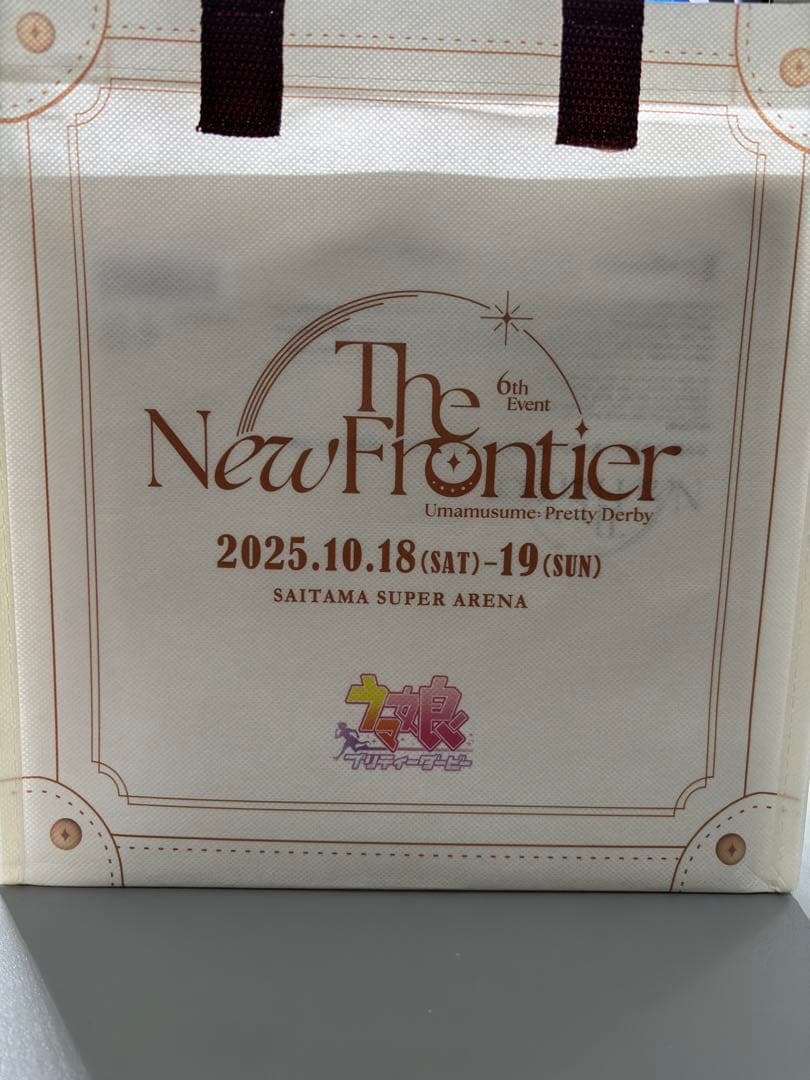 The
6th
Event
New Frontier
Umamusume: Pretty Derby
2025.10.18(SAT)–19(SUN)
SAITAMA SUPER ARENA
ウマ娘
プリティーダービー